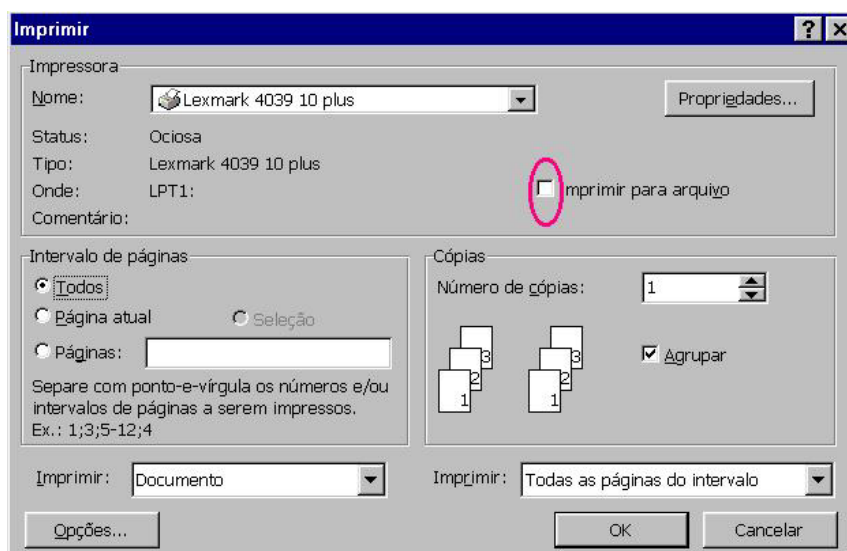 Imprimir
Impressora
Nome: Lexmark 4039 10 plus Propriedades...
Status: Ociosa
Tipo: Lexmark 4039 10 plus
Onde: LPT1: Imprimir para arquivo
Comentário:
Intervalo de páginas
Todos
Página atual Seleção
Páginas:
Separe com ponto-e-vírgula os números e/ou
intervalos de páginas a serem impressos.
Ex.: 1;3;5-12;4
Cópias
Número de cópias: 1
3 3
2 2
1 1
Agrupar
Imprimir: Documento Imprimir: Todas as páginas do intervalo
Opções... OK Cancelar